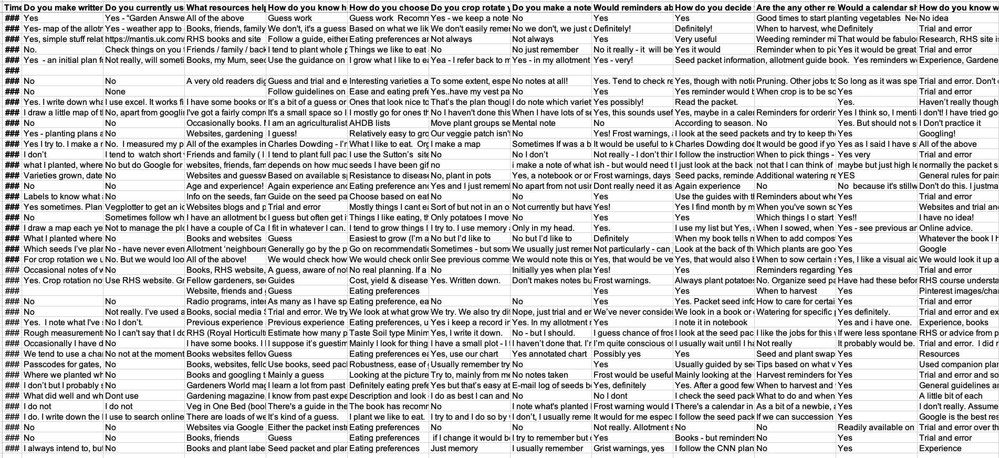 Time Do you make written Do you currently us What resources help How do you know h How do you choose Do you crop rotate y Do you make a note Would reminders ab How do you decide Are the any other re Would a calendar sh How do you know w
### Yes Yes - “Garden Answe All of the above Guess work Guess work Recomm Yes - we keep a note No Yes Yes Good times to start planting vegetables Ne No idea
### Yes- map of the allotn Yes - weather app to Books, friends, family We don't, it's a guess Based on what we lik We don't easily reme No we don't, we just Definitely! Definitely! When to harvest, whe Definitely Trial and error
### Yes, simple stuff relat https://mantis.uk.com/ RHS books and site Follow a guide, either Eating preferences ar Not always Not always Yes Very useful Weeding reminder mi That would be fabulo Research, RHS site is
### No. Check things on you Friends / family / back I tend to plant whole p Things we like to eat No No just remember No it really - it will be Yes it would Reminder when to pic Yes it would be great Trial and error
### Yes - an initial plan fo Not really, will someti Books, my Mum, seed Use the guidance on I grow what I like to ea Yea - I refer back to m Yes - in my allotment Yes - very! Seed packet information, allotment guide book. Yes reminders we Experience, Gardene
###
### No No A very old readers dig Guess and trial and e Interesting varieties a To some extent, espe No notes at all! Yes. Tend to check re Yes, though with notic Pruning. Other jobs to So long as it was spe Trial and error. Don't
### No None Follow guidelines on Ease and eating prefe Yes..have my vest pa No Yes Yes reminder would b When crop is to be so Yes Trial and error
### Yes. I write down wha I use excel. It works fi I have some books or It’s a bit of a guess or Ones that look nice to That’s the plan though I do note which variet Yes possibly! Read the packet. Yes. Haven’t really though
### I draw a little map of t No, apart from googlin I've got a fairly compr It's a small space so I I mostly go for ones th No I haven't done this When I have lots of se Yes, this sounds usef Yes, maybe in a caler Reminders for orderin Yes I think so, I menti I don't! I have tried go
### No No Occasionally books. I am an agriculturalist AHDB lists Move plant groups se Mental note No According to season. No Yes. But should not s I Don't practice it
### Yes - planting plans a No Websites, gardening I guess! Relatively easy to gro Our veggie patch isn't No Yes! Frost warnings, I look at the seed packets and try to keep the Yes Googling!
### Yes I try to. I make a r No. I measured my p All of the examples in Charles Dowding - I’r What I like to eat. Org I make a map Sometimes If was a b It would be useful to k Charles Dowding doe It would be good if yo Yes as I said I have s All of the above
### I don’t I tend to watch short Friends and family ( I I tend to plant full pac I use the Sutton’s site No No I don’t Not really - I don’t thin I follow the instruction When to pick things - Yes very Trial and error
### what I planted, where No but do Google for websites, friends, fam depends on how muc seeds I have been gif no i make a note of what ish - but would need t I just look at the back not that I can think of maybe but just high le normally the packet s
### Varieties grown, date No Websites and guessw Based on available s Resistance to disease No, plant in pots Yes, a notebook or or Frost warnings, days Seed packs, reminde Additional watering re YES General rules for pair
### No No Age and experience! Again experience and Eating preference and Yes and I just rememl No apart from not usin Dont really need it as Again experience No No because it's stillw Don't do this. I justma
### Labels to know what No Info on the seeds, fam Guide on the seed pa Choose based on eat No No Yes Use the guides with t Reminders about whe Yes Trial and error
### Yes sometimes. Plan Vegplotter to get an ic Websites blogs and p Trial and error Mostly things I cant ea Sort of but not in an o Not currently but have Yes! Yes I find month by m When you've sown sc Yes Websites and trial an
### No Sometimes follow wh I have an allotment bo I guess but often get i Things I like eating, th Only potatoes I move No Yes Yes Which things I o start Yes!! I have no idea!
### I draw a map each ye Not to manage the plo I have a couple of Ca I fit in whatever I can. I tend to grow things I I try to. I use memory Only in my head. Yes. I use my list but Yes, When I sowed, when Yes - see previous an Online advice.
### What I planted where No Books and websites Guess Easiest to grow (I’m a No but I’d like to No but I’d like to Definitely When my book tells m When to add compos Yes Whatever the book I h
### Which seeds I’ve plar No - have never even Allotment ‘neighbours Generally go by the p Go on recommendatio Sometimes - but som We usually just reme Not particularly - can Look at the back of th Which plants are goo Yes Google
### For crop rotation we u No. But we would loo All of the above! We would check how We would check onlir See previous comme We would note this or Yes, that would be ve Yes, that would also b When to sow certain s Yes, I like a visual aid We would look it up a
### Occasional notes of w No Books, RHS website, A guess, aware of not No real planning. If a No Initially yes when plar Yes! Yes Reminders regarding Yes Trial and error
### Yes. Crop rotation no Use RHS website. Gr Fellow gardeners, see Guides Cost, yield & disease Yes. Written down. Don't makes notes bu Frost warnings. Always plant potatoes No. Organize seed pa Have had these befor RHS course understa
### Website, friends and g Guess Eating preferences Yes Yes When to harvest Yes Pinterest images/char
### No No Radio programs, inter As many as I have sp Eating preference, ea No No Yes Yes. Packet seed info How to care for certai Yes Trial and error
### No Not really. I’ve used a Books, social media S Trial and error. We try We look at what grow We try. We also try dif Nope, just trial and er We’ve never consider We look in a book or Watering for specific p Yes definitely. Trial and error and ex
### Yes. I note what I've s No I don’t. Previous experience Previous experience Eating preferences, u Yes i keep a record ir Yes. In my allotment r Yes I note it in notebook Yes and i have one. Experience, books
### Rough measurements No I can't say that I do RHS (Royal Horticult Estimate how many p Taste Soil type Minim Yes, I write it down. No - but I should. I guess chance of fros I look at the seed pac I like the jobs for this w If were less spontane RHS or advice from p
### Occasionally I have d No I have some books. I I suppose it’s guestim Mainly I look for thing I have a small plot - I t I haven’t done that. I’r I’m quite conscious of I usually wait until I ha Not really It probably would. Trial and error. I did r
### We tend to use a char No not at the moment Books websites fellow Guess Eating preferences ea Yes, use our chart Yes annotated chart Possibly yes Yes Seed and plant swap Yes Resources
### Passcodes for gates, No Books, websites, fello Use books, seed pacl Robustness, ease of g Usually remember try No Yes Usually guided by see Tips based on what v Yes Used companion plar
### Where we planted wh No Books and googling t Mainly a guess Looking at the picture Try to, mainly from me No notes taken Frost would be useful Mainly looking at the Harvest reminders for Yes Trial and error and so
### I don’t but I probably s No Gardeners World mag I learn a lot from past Definitely eating prefe Yes but that’s easy at E-mail log of seeds b Yes, definitely Yes. After a good few When to harvest and Yes General guidelines ar
### What did well and wh Dont use Gardening magazine, I know from past expe Description and look I do as best I can and No No I dont I check the seed pack What to do and when Yes A little bit of each
### I do not I do not Veg in One Bed (bool There's a guide in the The book has recomn No I note what's planted I Frost warning would b There's a calendar in As a bit of a newbie, a Yes I don't really. Assume
### I do. I write down the I use to search online There are loads of we It’s kind of a guess. I plant we like to eat. I try to and I do so by I don’t, I usually reme It would for me espec I follow the seed pack If we can succession Yes Google is the best res
### No No Websites via Google Either the packet instr Eating preferences No No Not really. Allotment s No No Readily available on Trial and error over th
### No No Books, friends Guess Eating preferences if I change it would be I try to remember but Yes Books - but reminders No Yes Trial and error
### I always intend to, but No Books and plant labe Seed packet and plar Eating preferences Just memory I usually remember Grist warnings, yes I follow the CNN plan No Yes Experience